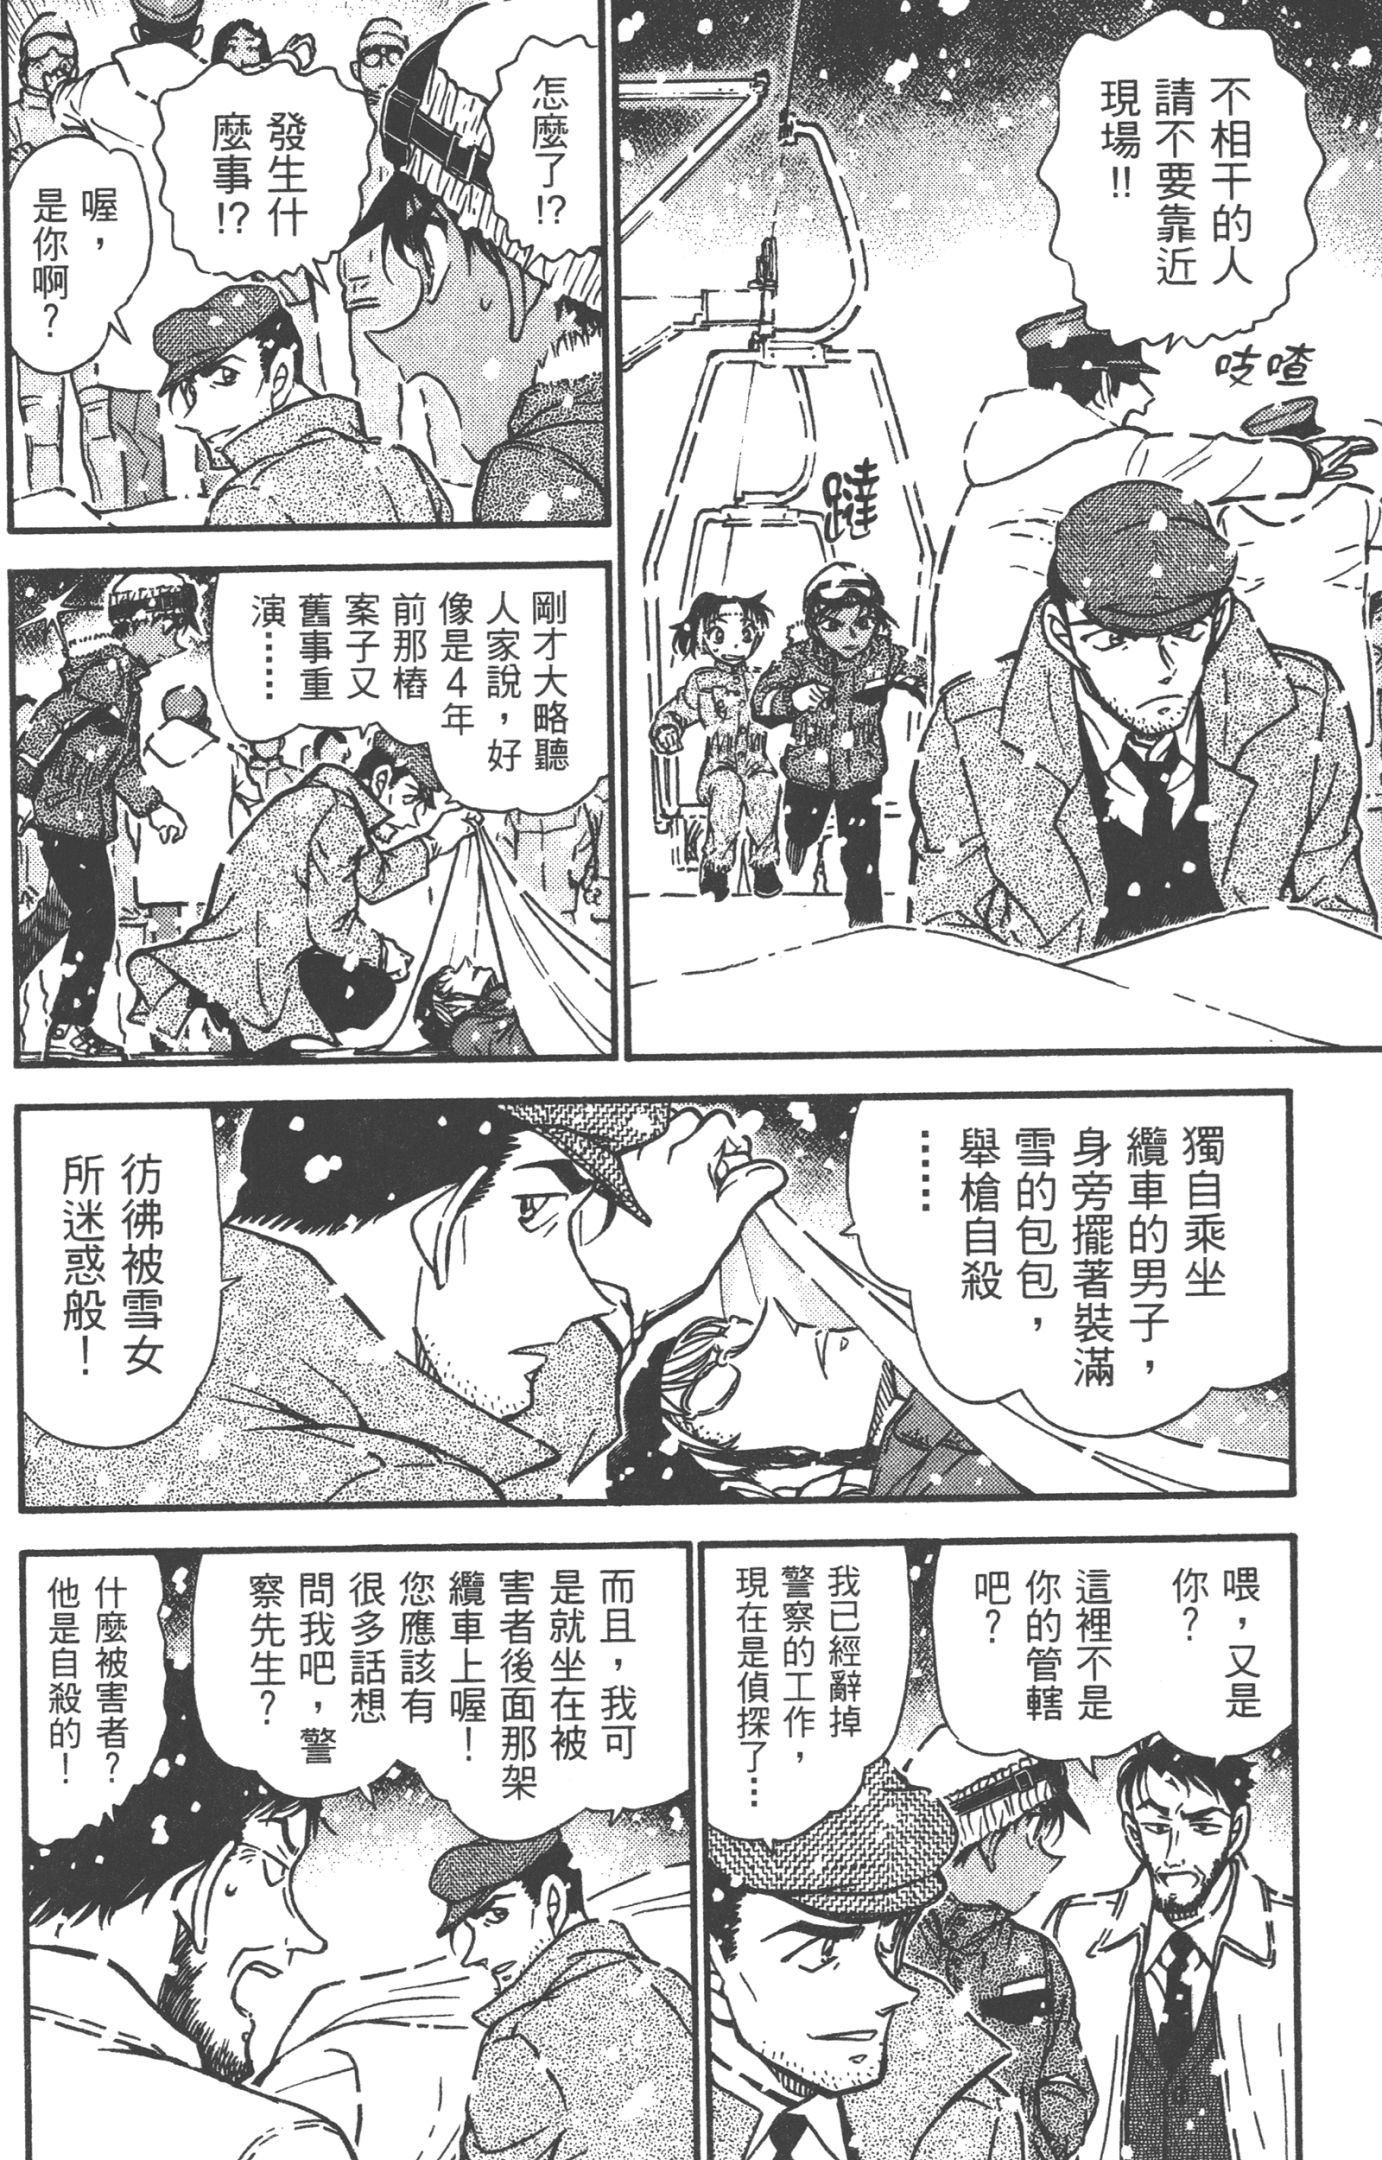 不相干的人
請不要靠近
現場!!
吱喳
躂
怎麼了!?
發生什
麼事!?
喔，
是你啊？
剛才大略聽
人家說，好
像是4年
前那樁
案子又
舊事重
演……
獨自乘坐
纜車的男子，
身旁擺著裝滿
雪的包包，
舉槍自殺
……
彷彿被雪女
所迷惑般！
喂，又是
你？
這裡不是
你的管轄
吧？
我已經辭掉
警察的工作，
現在是偵探了…
而且，我可
是就坐在被
害者後面那架
纜車上喔！
您應該有
很多話想
問我吧，警
察先生？
什麼被害者？
他是自殺的！